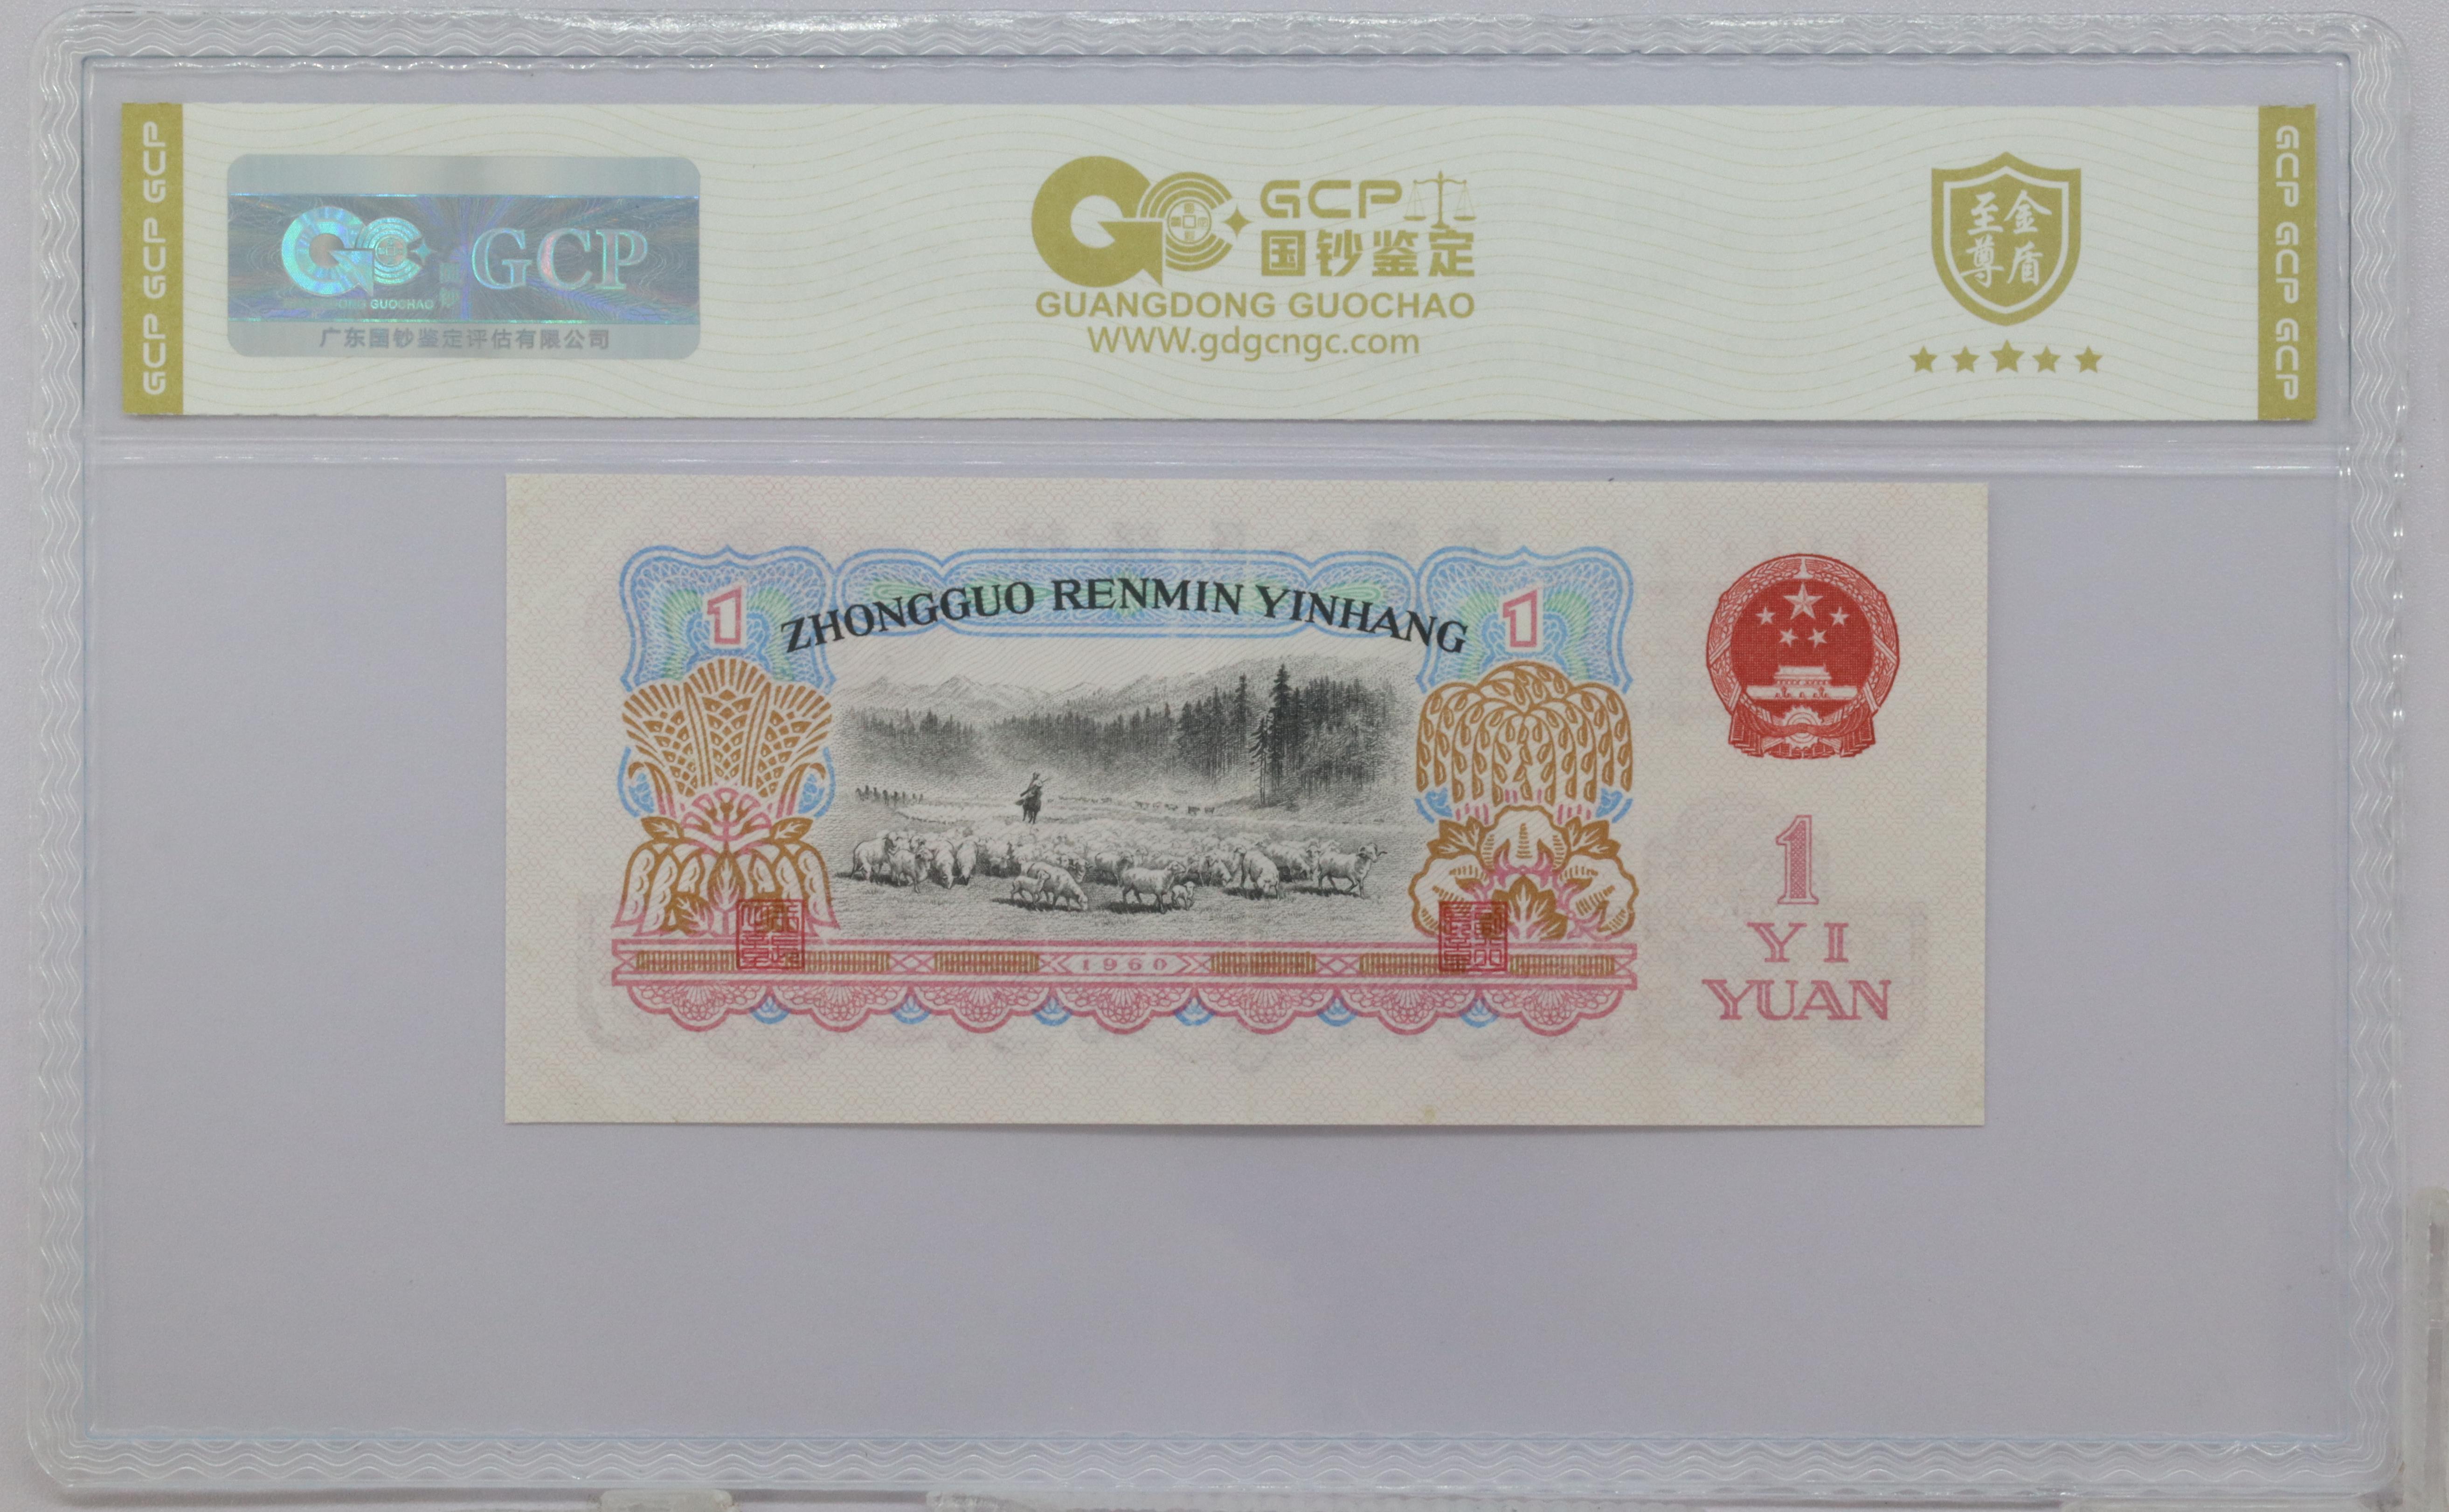 GCP GCP GCP
GCP
GUANGDONG GUOCHAO
广东国钞鉴定评估有限公司
GCP
国钞鉴定
GUANGDONG GUOCHAO
WWW.gdgcngc.com
至尊
金盾
GCP GCP GCP
ZHONGGUO RENMIN YINHANG
1
1
1
YI
YUAN
1960